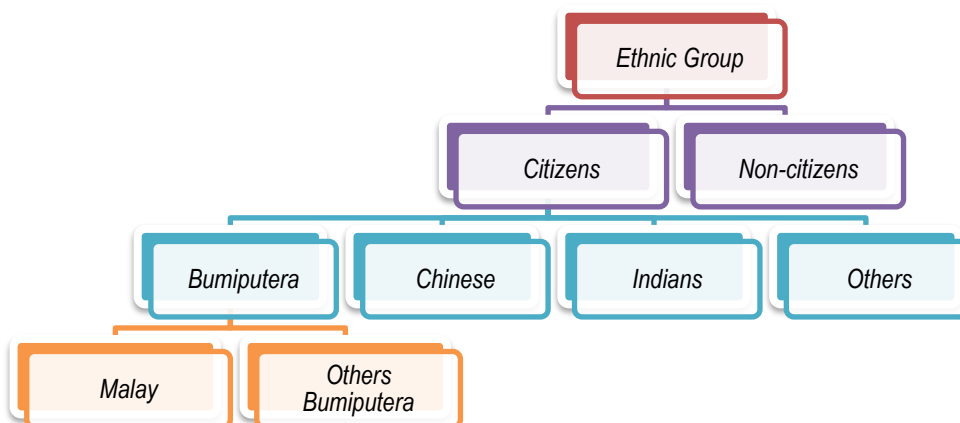 Ethnic Group
Citizens
Non-citizens
Bumiputera
Chinese
Indians
Others
Malay
Others
Bumiputera